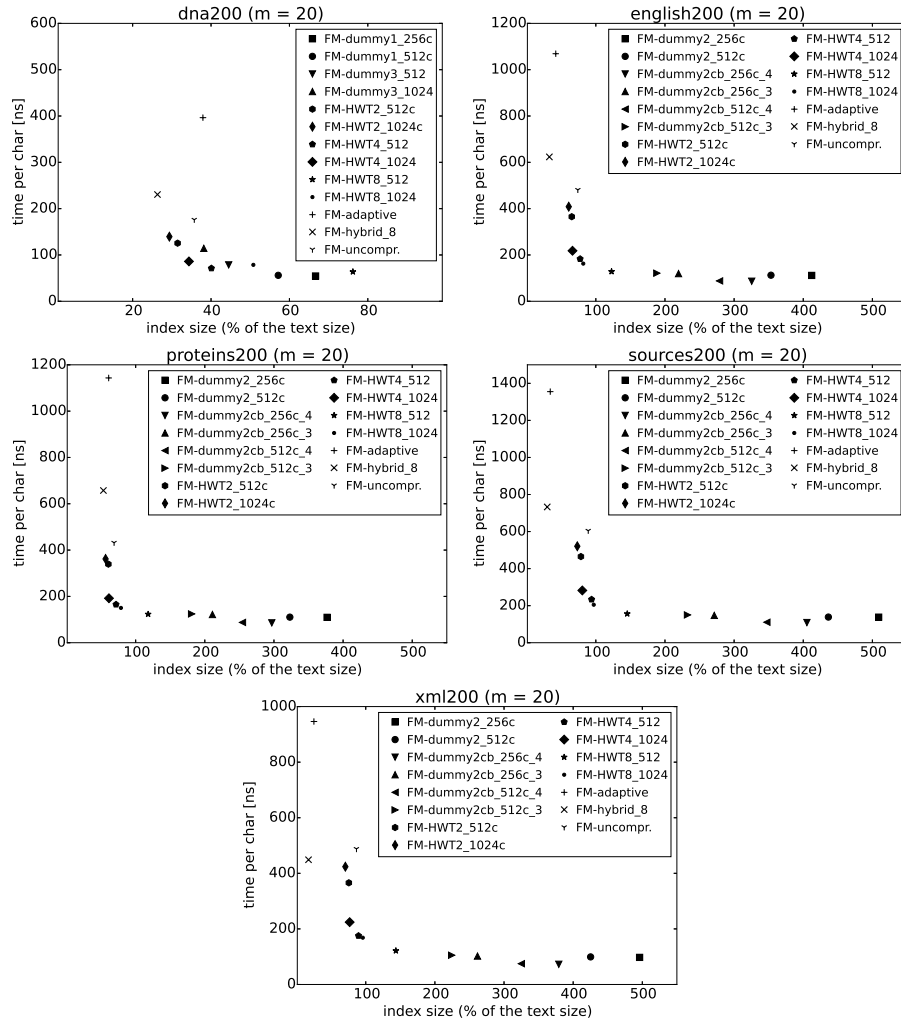 dna200 (m = 20)
600
500
400
300
200
100
0
20
40
60
80
time per char [ns]
index size (% of the text size)
FM-dummy1_256c
FM-dummy1_512c
FM-dummy3_512
FM-dummy3_1024
FM-HWT2_512c
FM-HWT2_1024c
FM-HWT4_512
FM-HWT4_1024
FM-HWT8_512
FM-HWT8_1024
FM-adaptive
FM-hybrid_8
FM-uncompr.
english200 (m = 20)
1200
1000
800
600
400
200
0
100
200
300
400
500
time per char [ns]
index size (% of the text size)
FM-dummy2_256c
FM-dummy2_512c
FM-dummy2cb_256c_4
FM-dummy2cb_256c_3
FM-dummy2cb_512c_4
FM-dummy2cb_512c_3
FM-HWT2_512c
FM-HWT2_1024c
FM-HWT4_512
FM-HWT4_1024
FM-HWT8_512
FM-HWT8_1024
FM-adaptive
FM-hybrid_8
FM-uncompr.
proteins200 (m = 20)
1200
1000
800
600
400
200
0
100
200
300
400
500
time per char [ns]
index size (% of the text size)
FM-dummy2_256c
FM-dummy2_512c
FM-dummy2cb_256c_4
FM-dummy2cb_256c_3
FM-dummy2cb_512c_4
FM-dummy2cb_512c_3
FM-HWT2_512c
FM-HWT2_1024c
FM-HWT4_512
FM-HWT4_1024
FM-HWT8_512
FM-HWT8_1024
FM-adaptive
FM-hybrid_8
FM-uncompr.
sources200 (m = 20)
1400
1200
1000
800
600
400
200
0
100
200
300
400
500
time per char [ns]
index size (% of the text size)
FM-dummy2_256c
FM-dummy2_512c
FM-dummy2cb_256c_4
FM-dummy2cb_256c_3
FM-dummy2cb_512c_4
FM-dummy2cb_512c_3
FM-HWT2_512c
FM-HWT2_1024c
FM-HWT4_512
FM-HWT4_1024
FM-HWT8_512
FM-HWT8_1024
FM-adaptive
FM-hybrid_8
FM-uncompr.
xml200 (m = 20)
1000
800
600
400
200
0
100
200
300
400
500
time per char [ns]
index size (% of the text size)
FM-dummy2_256c
FM-dummy2_512c
FM-dummy2cb_256c_4
FM-dummy2cb_256c_3
FM-dummy2cb_512c_4
FM-dummy2cb_512c_3
FM-HWT2_512c
FM-HWT2_1024c
FM-HWT4_512
FM-HWT4_1024
FM-HWT8_512
FM-HWT8_1024
FM-adaptive
FM-hybrid_8
FM-uncompr.